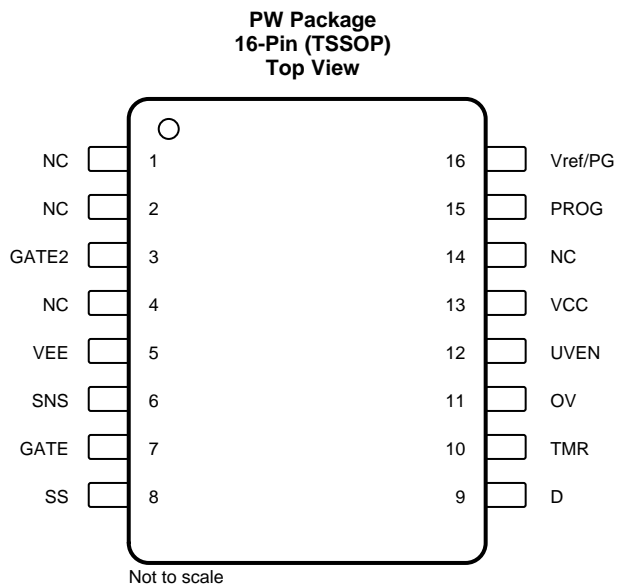 PW Package
16-Pin (TSSOP)
Top View
NC 1 16 Vref/PG
NC 2 15 PROG
GATE2 3 14 NC
NC 4 13 VCC
VEE 5 12 UVEN
SNS 6 11 OV
GATE 7 10 TMR
SS 8 9 D
Not to scale